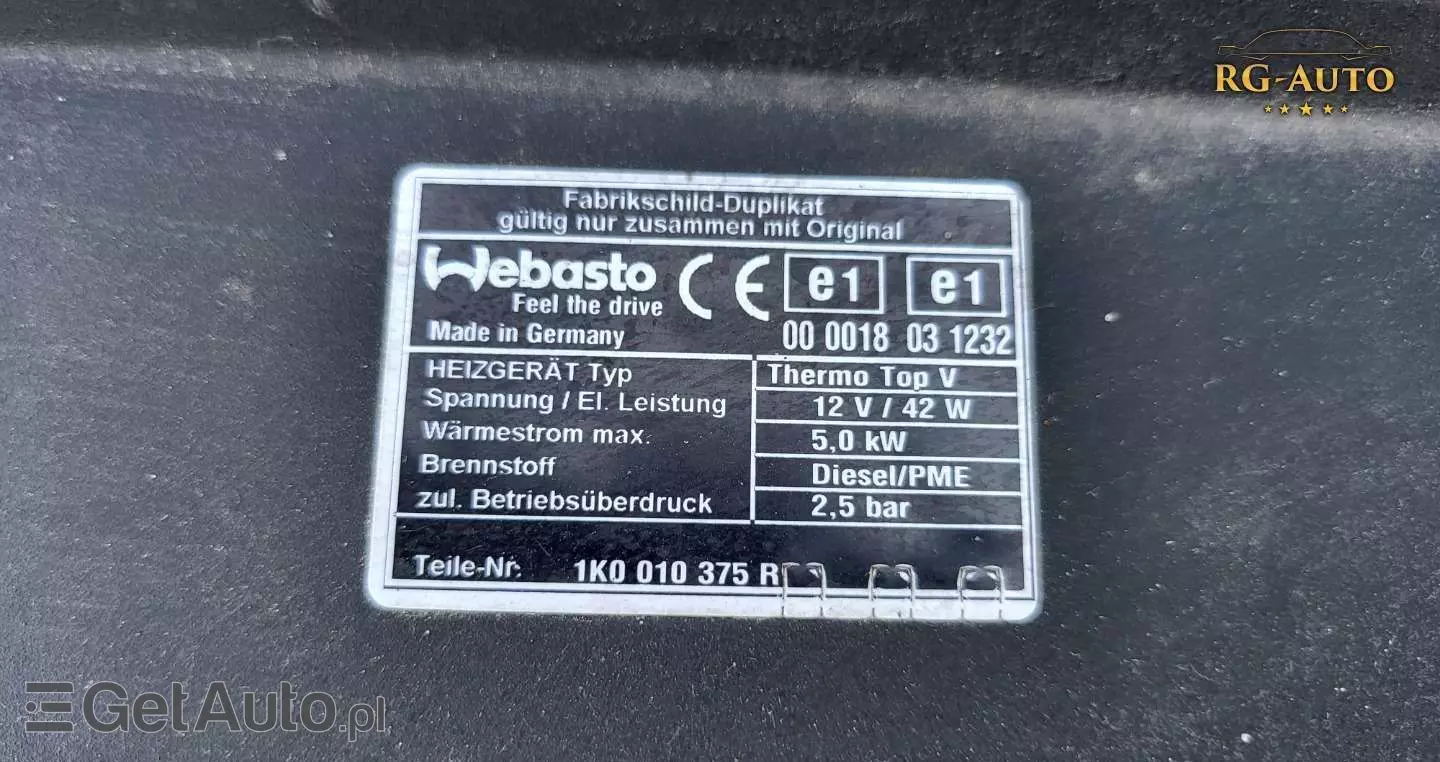 RG-AUTO
Fabrikschild-Duplikat
gültig nur zusammen mit Original
Webasto
Feel the drive
CE e1 e1
Made in Germany 00 0018 03 1232
HEIZGERÄT Typ Thermo Top V
Spannung / El. Leistung 12 V / 42 W
Wärmestrom max. 5,0 kW
Brennstoff Diesel/PME
zul. Betriebsüberdruck 2,5 bar
Teile-Nr. 1K0 010 375 R
GetAuto.pl